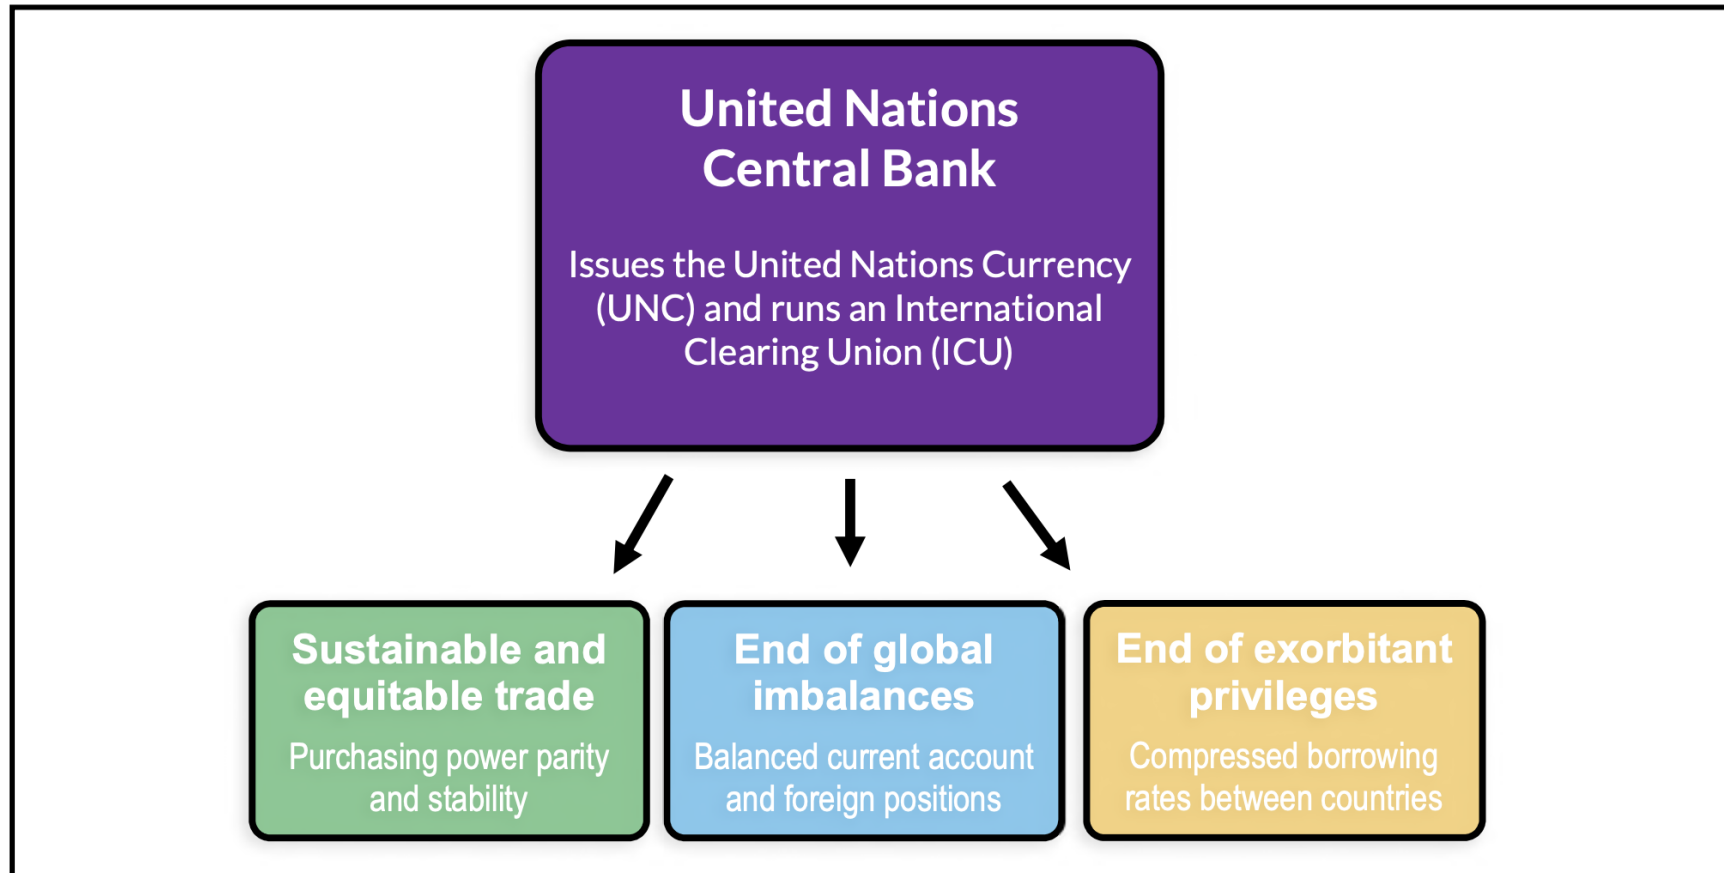 United Nations
Central Bank
Issues the United Nations Currency
(UNC) and runs an International
Clearing Union (ICU)
Sustainable and
equitable trade
Purchasing power parity
and stability
End of global
imbalances
Balanced current account
and foreign positions
End of exorbitant
privileges
Compressed borrowing
rates between countries